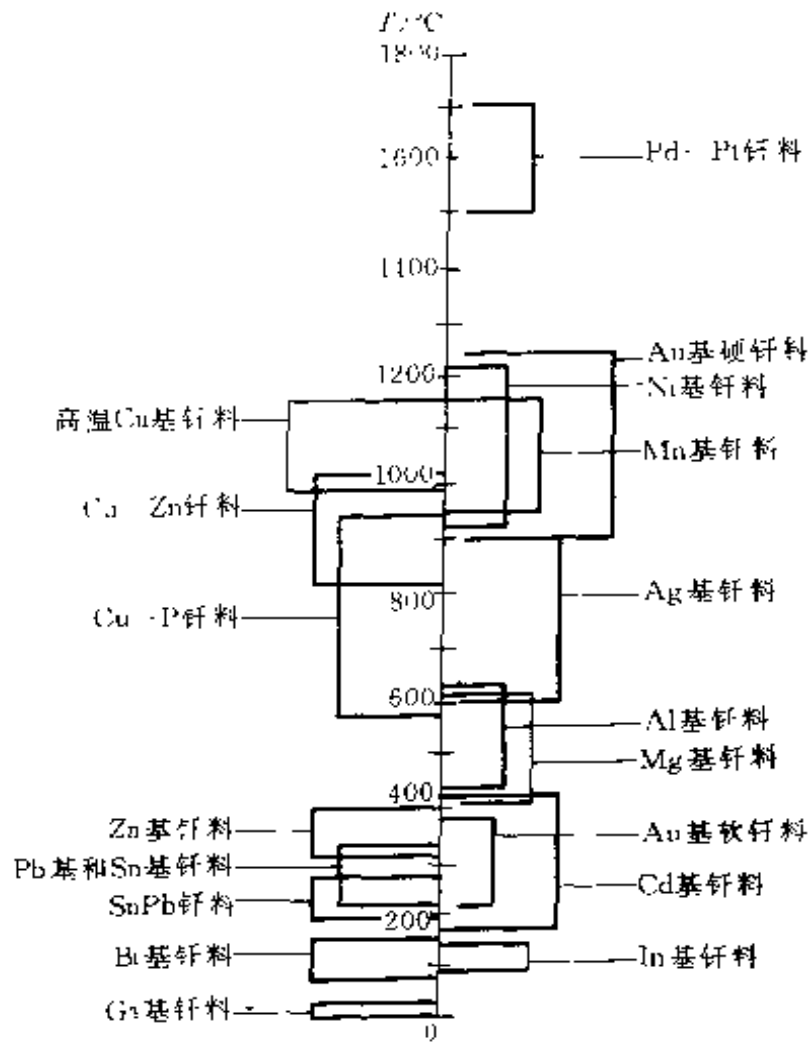 T/°C
1800
1600
Pd- Pt钎料
1400
Au基硬钎料
1200
Ni基钎料
高温Cu基钎料
Mn基钎料
1000
Cu - Zn钎料
800
Ag基钎料
Cu -P钎料
600
Al基钎料
Mg基钎料
400
Zn基钎料
Au基软钎料
Pb基和Sn基钎料
Cd基钎料
SnPb钎料
200
Bi基钎料
In基钎料
Ga基钎料
0